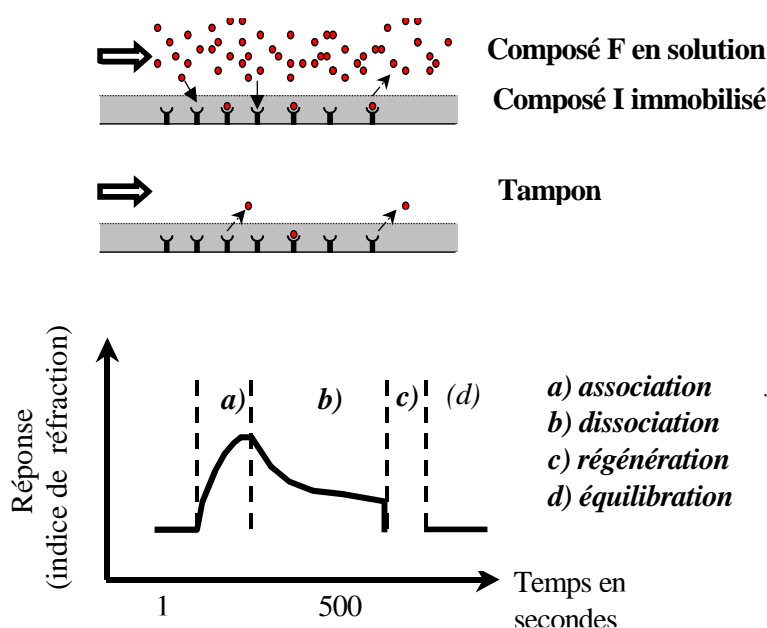 Composé F en solution
Composé I immobilisé
Tampon
Réponse
(indice de réfraction)
a)
b)
c)
(d)
a) association
b) dissociation
c) régénération
d) équilibration
1
500
Temps en
secondes